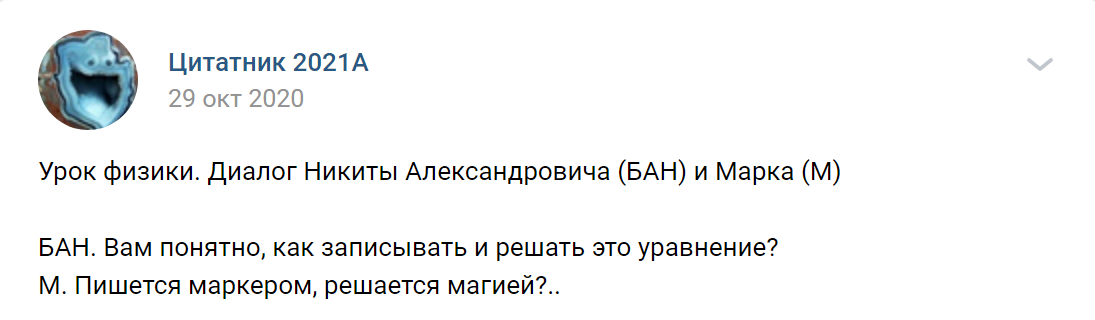 Цитатник 2021А
29 окт 2020
Урок физики. Диалог Никиты Александровича (БАН) и Марка (М)
БАН. Вам понятно, как записывать и решать это уравнение?
М. Пишется маркером, решается магией?..